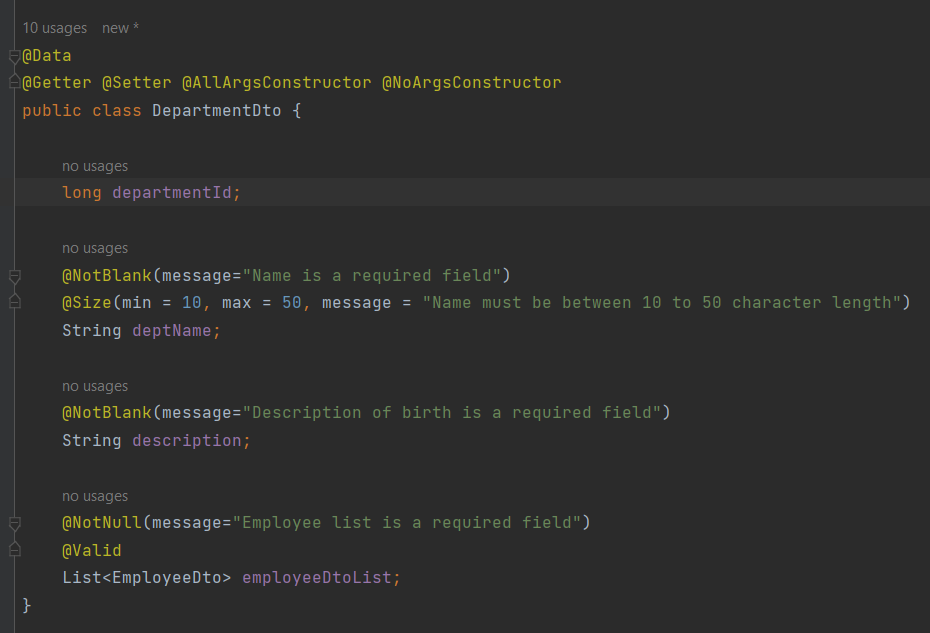 10 usages new *
@Data
@Getter @Setter @AllArgsConstructor @NoArgsConstructor
public class DepartmentDto {
no usages
long departmentId;
no usages
@NotBlank(message="Name is a required field")
@Size(min = 10, max = 50, message = "Name must be between 10 to 50 character length")
String deptName;
no usages
@NotBlank(message="Description of birth is a required field")
String description;
no usages
@NotNull(message="Employee list is a required field")
@Valid
List<EmployeeDto> employeeDtoList;
}